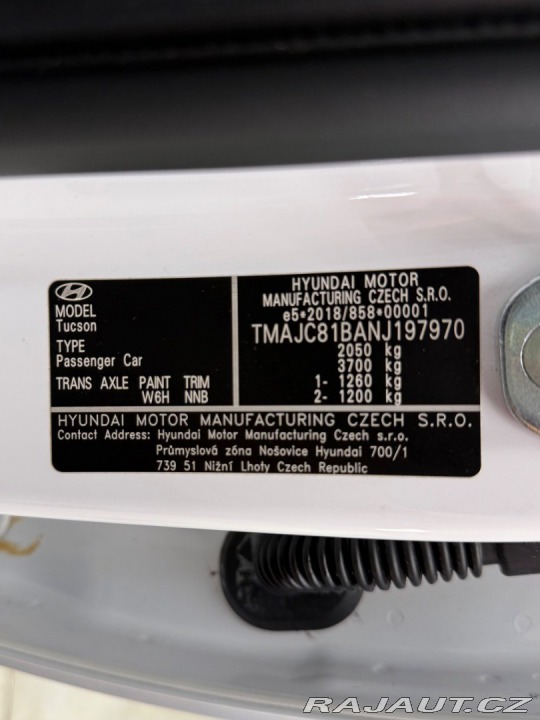 MODEL
Tucson
TYPE
Passenger Car
TRANS AXLE PAINT TRIM
W6H NNB
HYUNDAI MOTOR
MANUFACTURING CZECH S.R.O.
e5*2018/858*00001
TMAJC81BANJ197970
2050 kg
3700 kg
1- 1260 kg
2- 1200 kg
HYUNDAI MOTOR MANUFACTURING CZECH S.R.O.
Contact Address: Hyundai Motor Manufacturing Czech s.r.o.
Průmyslová zóna Nošovice Hyundai 700/1
739 51 Nižní Lhoty Czech Republic
RAJAUT.CZ